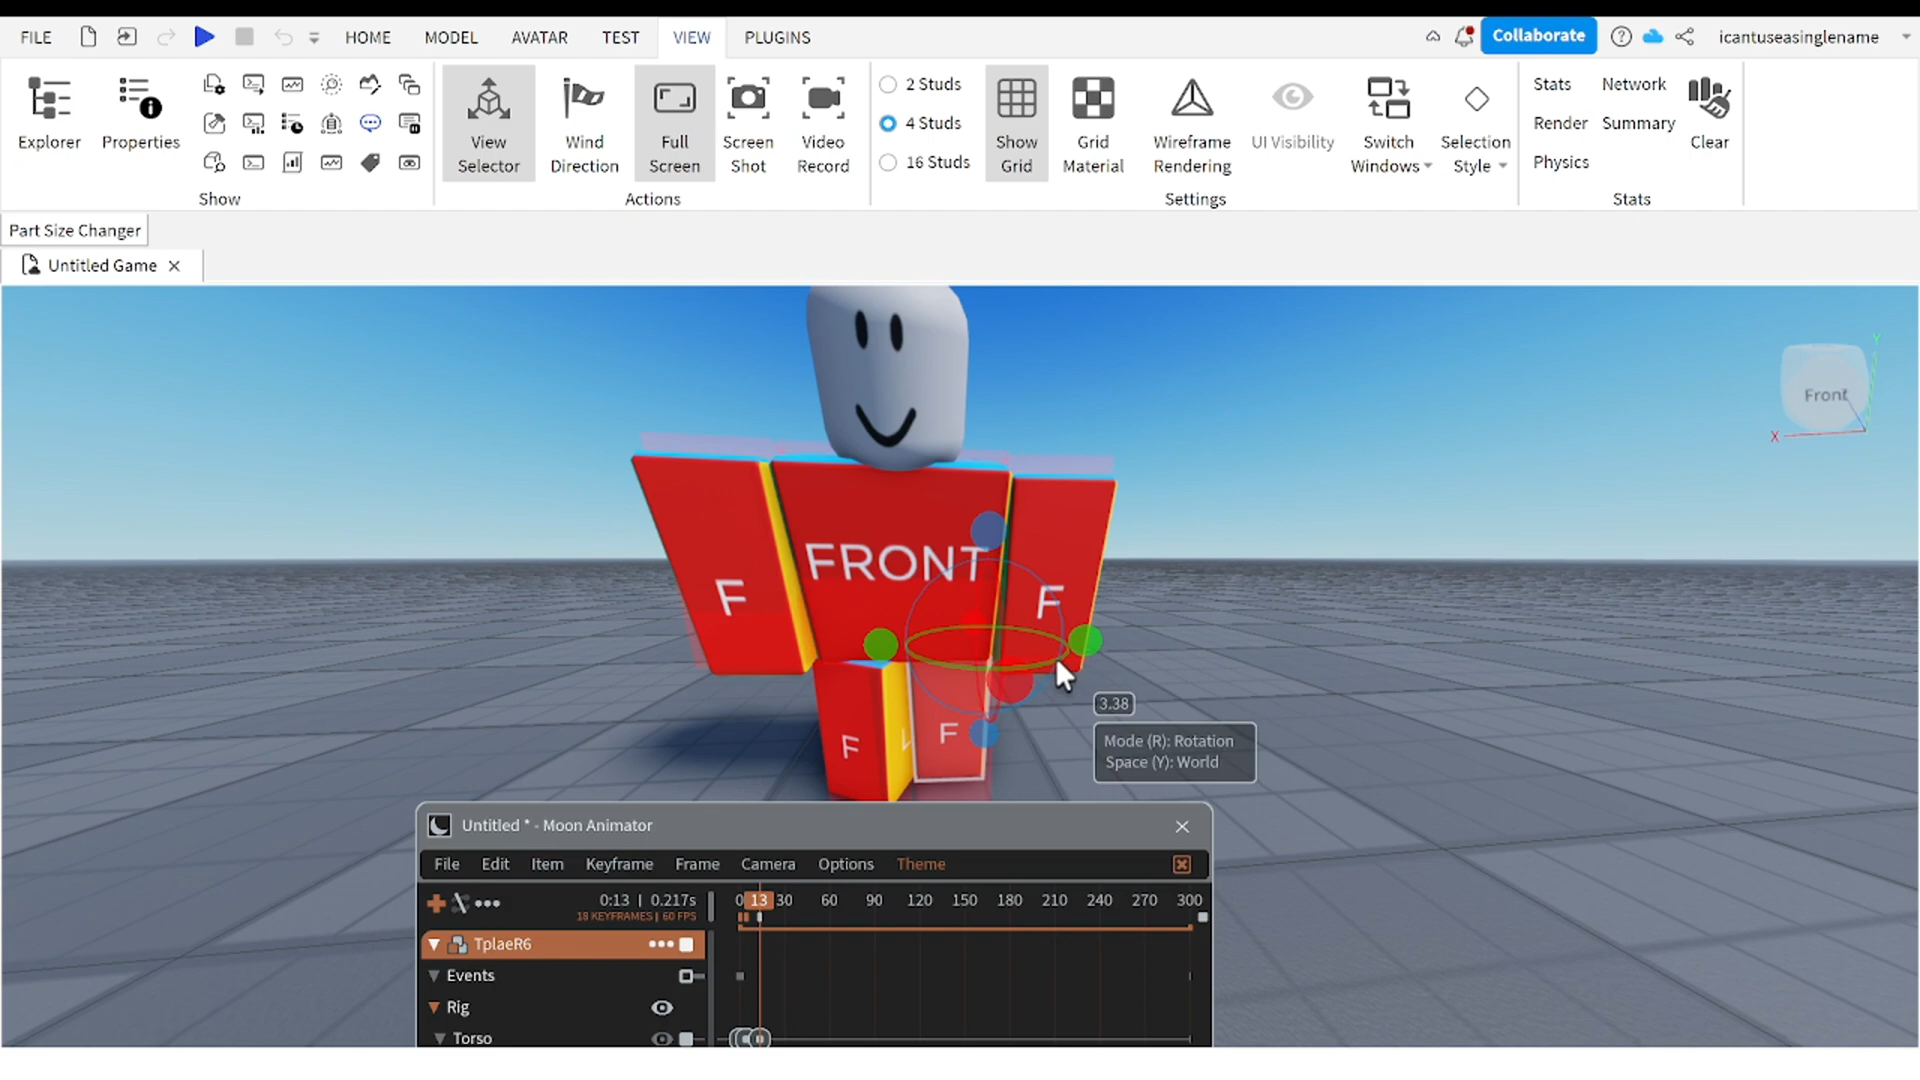 FILE HOME MODEL AVATAR TEST VIEW PLUGINS Collaborate icantuseasinglename
Explorer Properties View Selector Wind Direction Full Screen Screen Shot Video Record 2 Studs 4 Studs 16 Studs Show Grid Grid Material Wireframe Rendering UI Visibility Switch Windows Selection Style Stats Network Render Summary Physics Clear
Show Actions Settings Stats
Part Size Changer
Untitled Game
Front
Y
X
FRONT
F
F
F
L
F
3.38
Mode (R): Rotation
Space (Y): World
Untitled * - Moon Animator
File Edit Item Keyframe Frame Camera Options Theme
0:13 | 0.217s 0 13 30 60 90 120 150 180 210 240 270 300
18 KEYFRAMES | 60 FPS
TplaeR6
Events
Rig
Torso